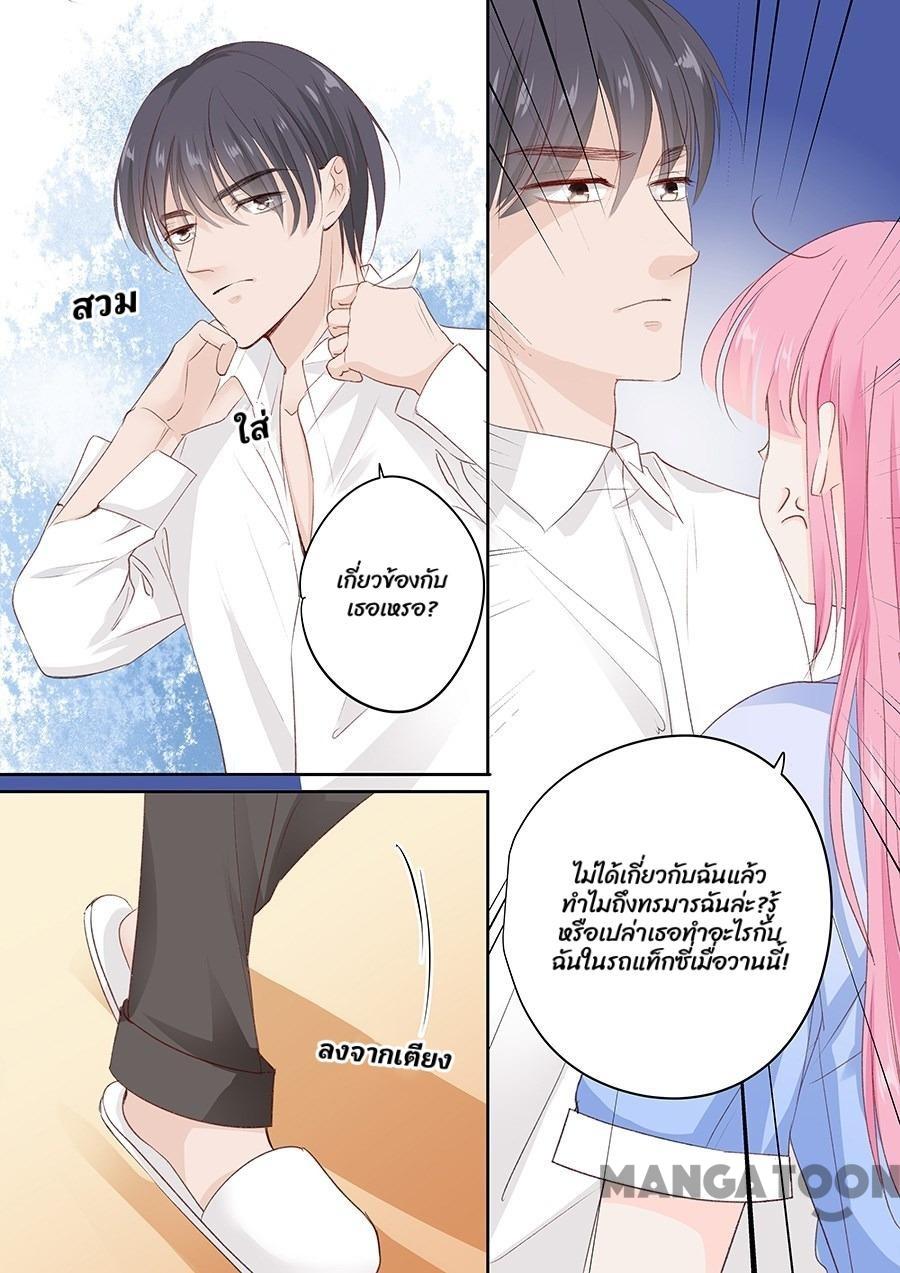 สวม
ใส่
เกี่ยวข้องกับ
เธอเหรอ?
ลงจากเตียง
ไม่ได้เกี่ยวกับฉันแล้ว
ทำไมถึงทรมารฉันล่ะ?รู้
หรือเปล่าเธอทำอะไรกับ
ฉันในรถแท็กซี่เมื่อวานนี้!
MANGATOON